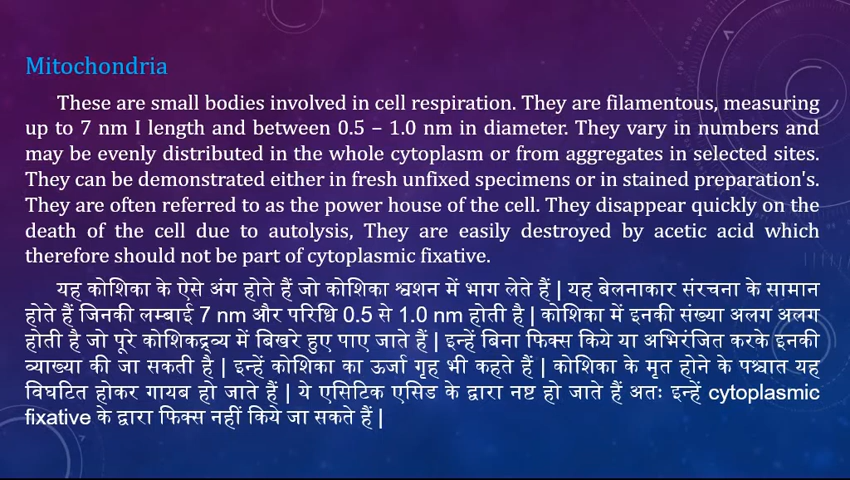 Mitochondria
These are small bodies involved in cell respiration. They are filamentous, measuring
up to 7 nm I length and between 0.5 – 1.0 nm in diameter. They vary in numbers and
may be evenly distributed in the whole cytoplasm or from aggregates in selected sites.
They can be demonstrated either in fresh unfixed specimens or in stained preparation's.
They are often referred to as the power house of the cell. They disappear quickly on the
death of the cell due to autolysis, They are easily destroyed by acetic acid which
therefore should not be part of cytoplasmic fixative.
यह कोशिका के ऐसे अंग होते हैं जो कोशिका श्वशन में भाग लेते हैं | यह बेलनाकार संरचना के सामान
होते हैं जिनकी लम्बाई 7 nm और परिधि 0.5 से 1.0 nm होती है | कोशिका में इनकी संख्या अलग अलग
होती है जो पूरे कोशिकद्रव्य में बिखरे हुए पाए जाते हैं | इन्हें बिना फिक्स किये या अभिरंजित करके इनकी
व्याख्या की जा सकती है | इन्हें कोशिका का ऊर्जा गृह भी कहते हैं | कोशिका के मृत होने के पश्चात यह
विघटित होकर गायब हो जाते हैं | ये एसिटिक एसिड के द्वारा नष्ट हो जाते हैं अतः इन्हें cytoplasmic
fixative के द्वारा फिक्स नहीं किये जा सकते हैं |